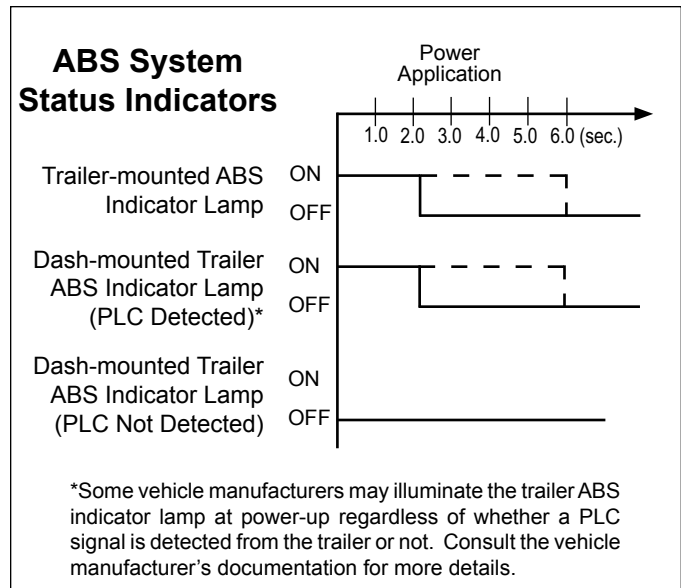 ABS System
Status Indicators
Power
Application
1.0 2.0 3.0 4.0 5.0 6.0 (sec.)
Trailer-mounted ABS
Indicator Lamp
ON
OFF
Dash-mounted Trailer
ABS Indicator Lamp
(PLC Detected)*
ON
OFF
Dash-mounted Trailer
ABS Indicator Lamp
(PLC Not Detected)
ON
OFF
*Some vehicle manufacturers may illuminate the trailer ABS
indicator lamp at power-up regardless of whether a PLC
signal is detected from the trailer or not. Consult the vehicle
manufacturer's documentation for more details.